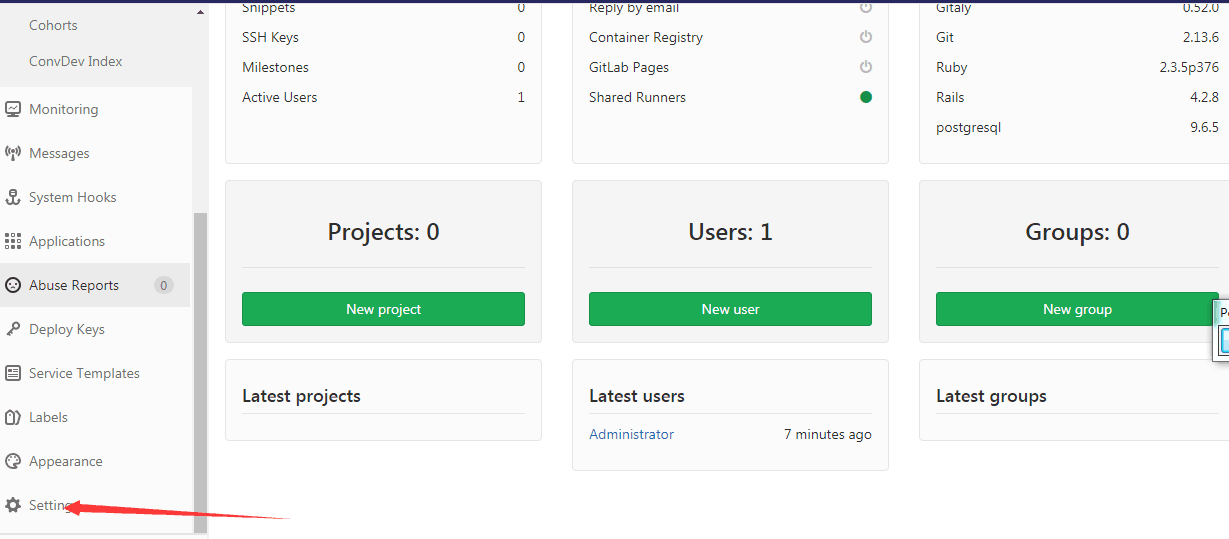 Cohorts
ConvDev Index
Monitoring
Messages
System Hooks
Applications
Abuse Reports 0
Deploy Keys
Service Templates
Labels
Appearance
Setting
Snippets 0
SSH Keys 0
Milestones 0
Active Users 1
Reply by email
Container Registry
GitLab Pages
Shared Runners
Gitaly 0.52.0
Git 2.13.6
Ruby 2.3.5p376
Rails 4.2.8
postgresql 9.6.5
Projects: 0
New project
Users: 1
New user
Groups: 0
New group
Latest projects
Latest users
Administrator 7 minutes ago
Latest groups